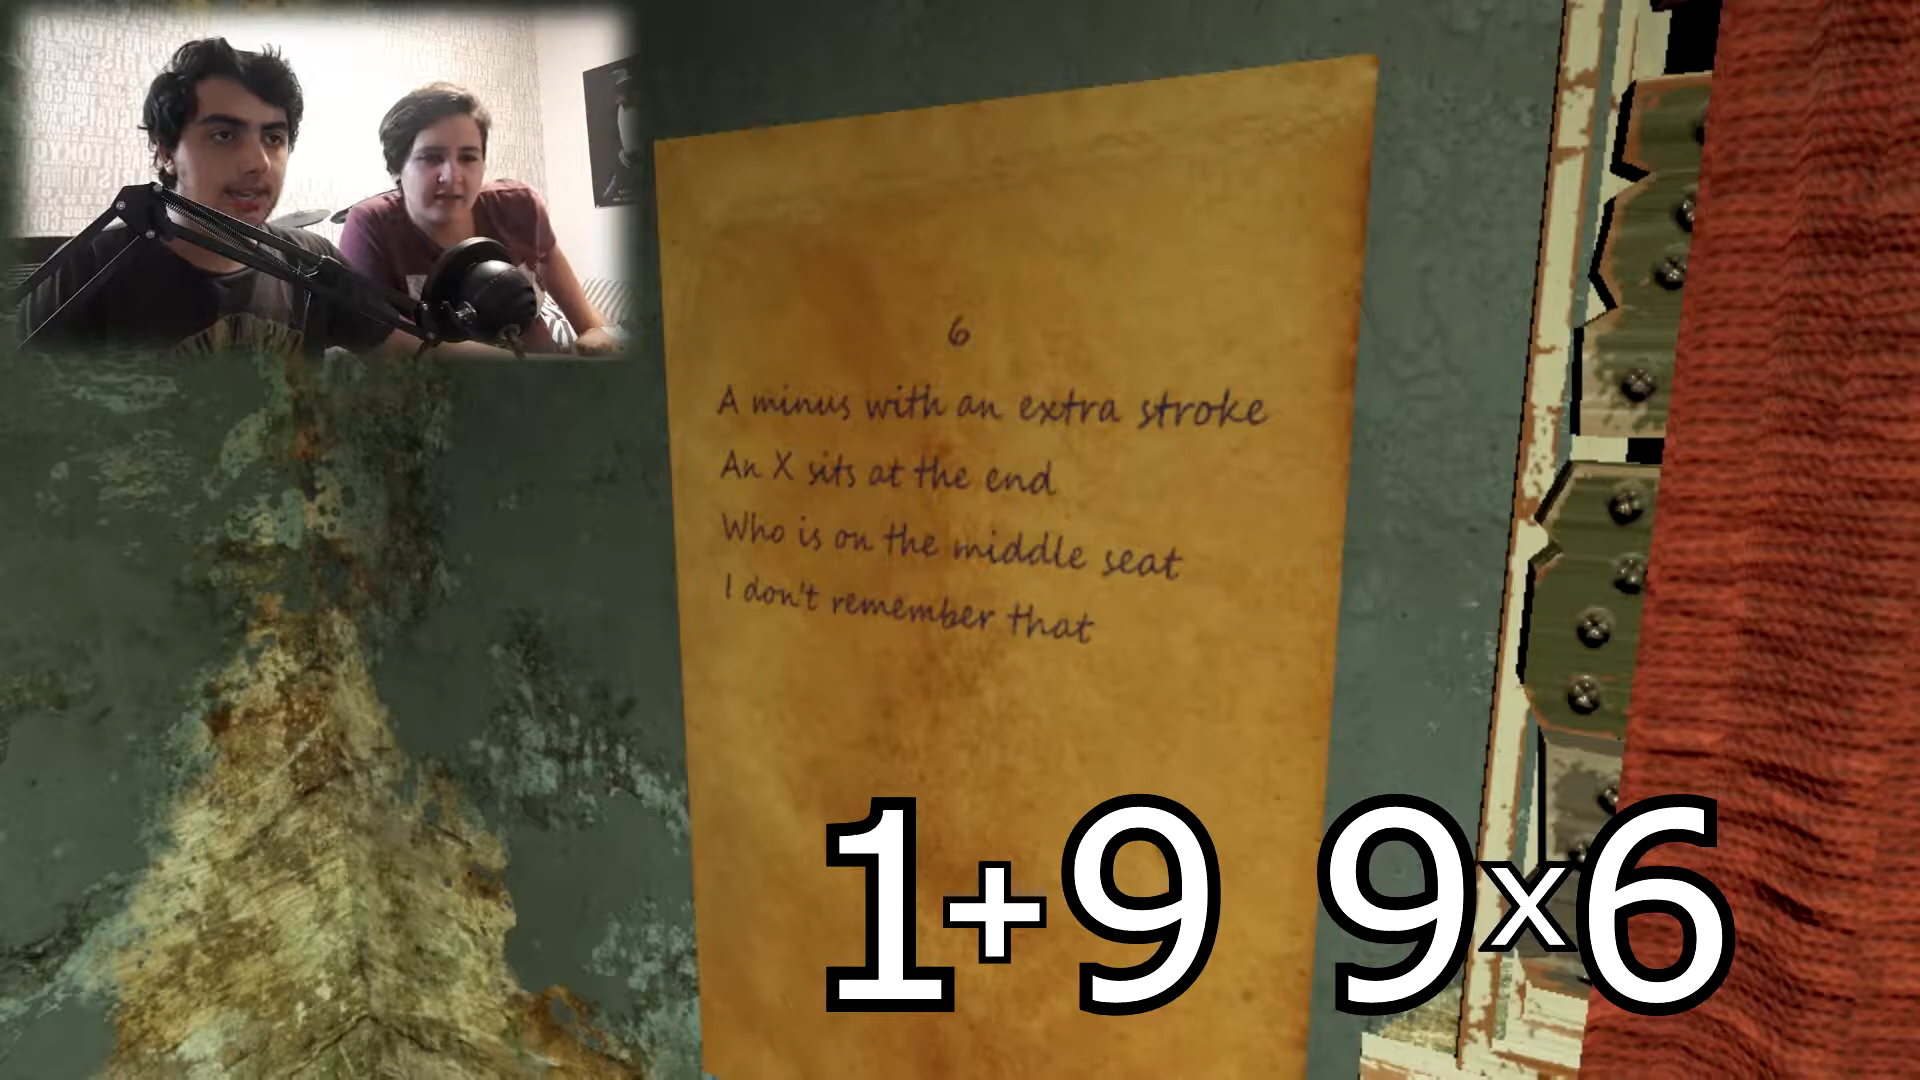 6
A minus with an extra stroke
An X sits at the end
Who is on the middle seat
I don't remember that
1+9 9x6